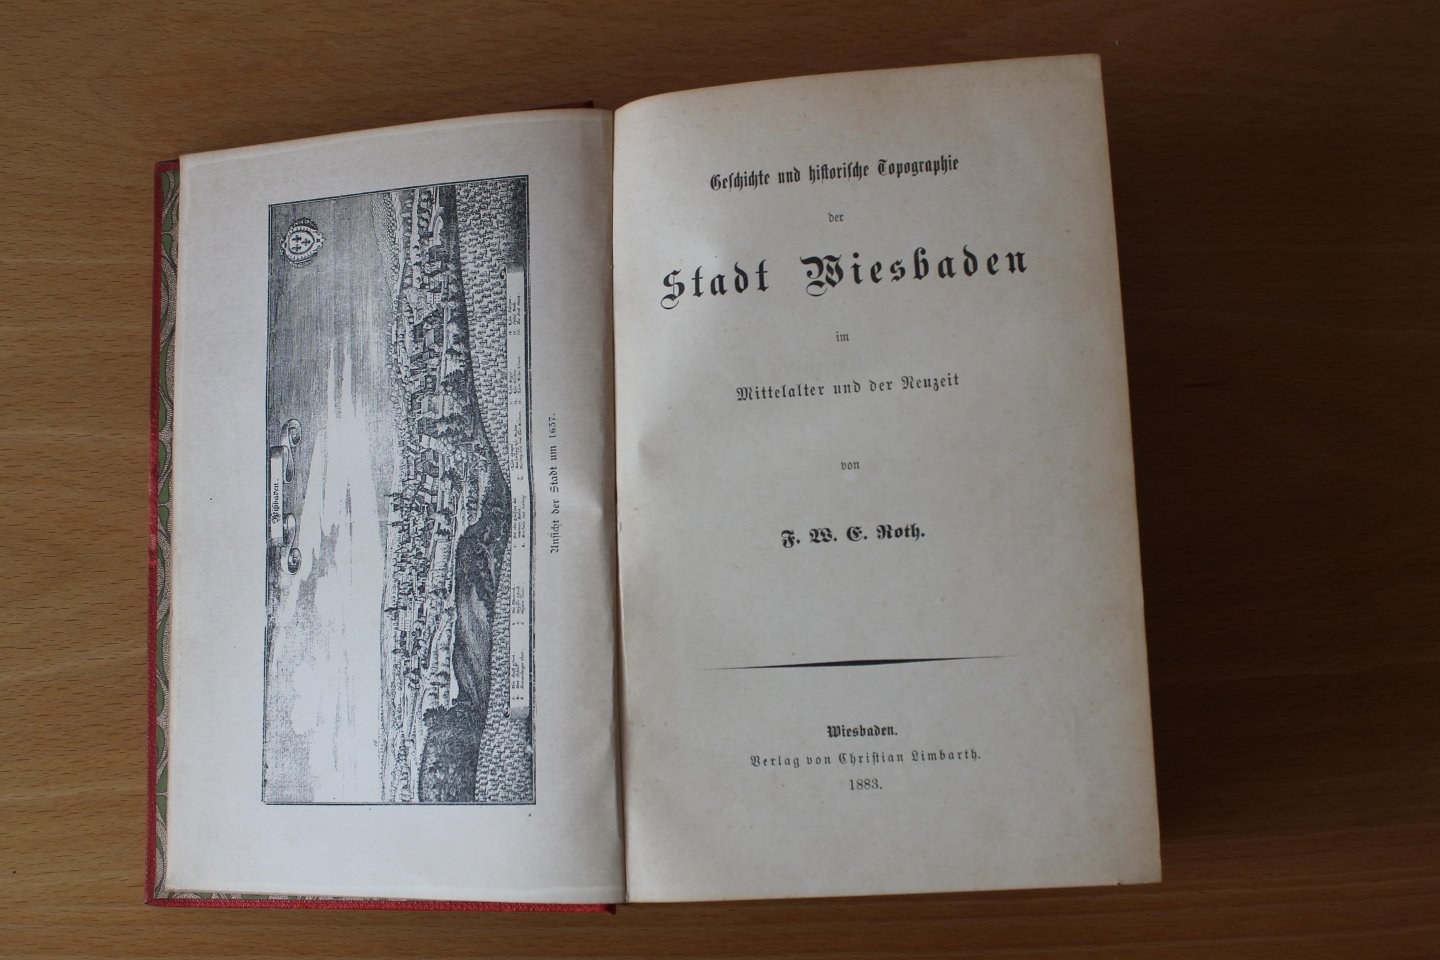 Wißbaden.
Ansicht der Stadt um 1637.
Geschichte und historische Topographie
der
Stadt Wiesbaden
im
Mittelalter und der Neuzeit
von
F. W. E. Roth.
Wiesbaden.
Verlag von Christian Limbarth.
1883.